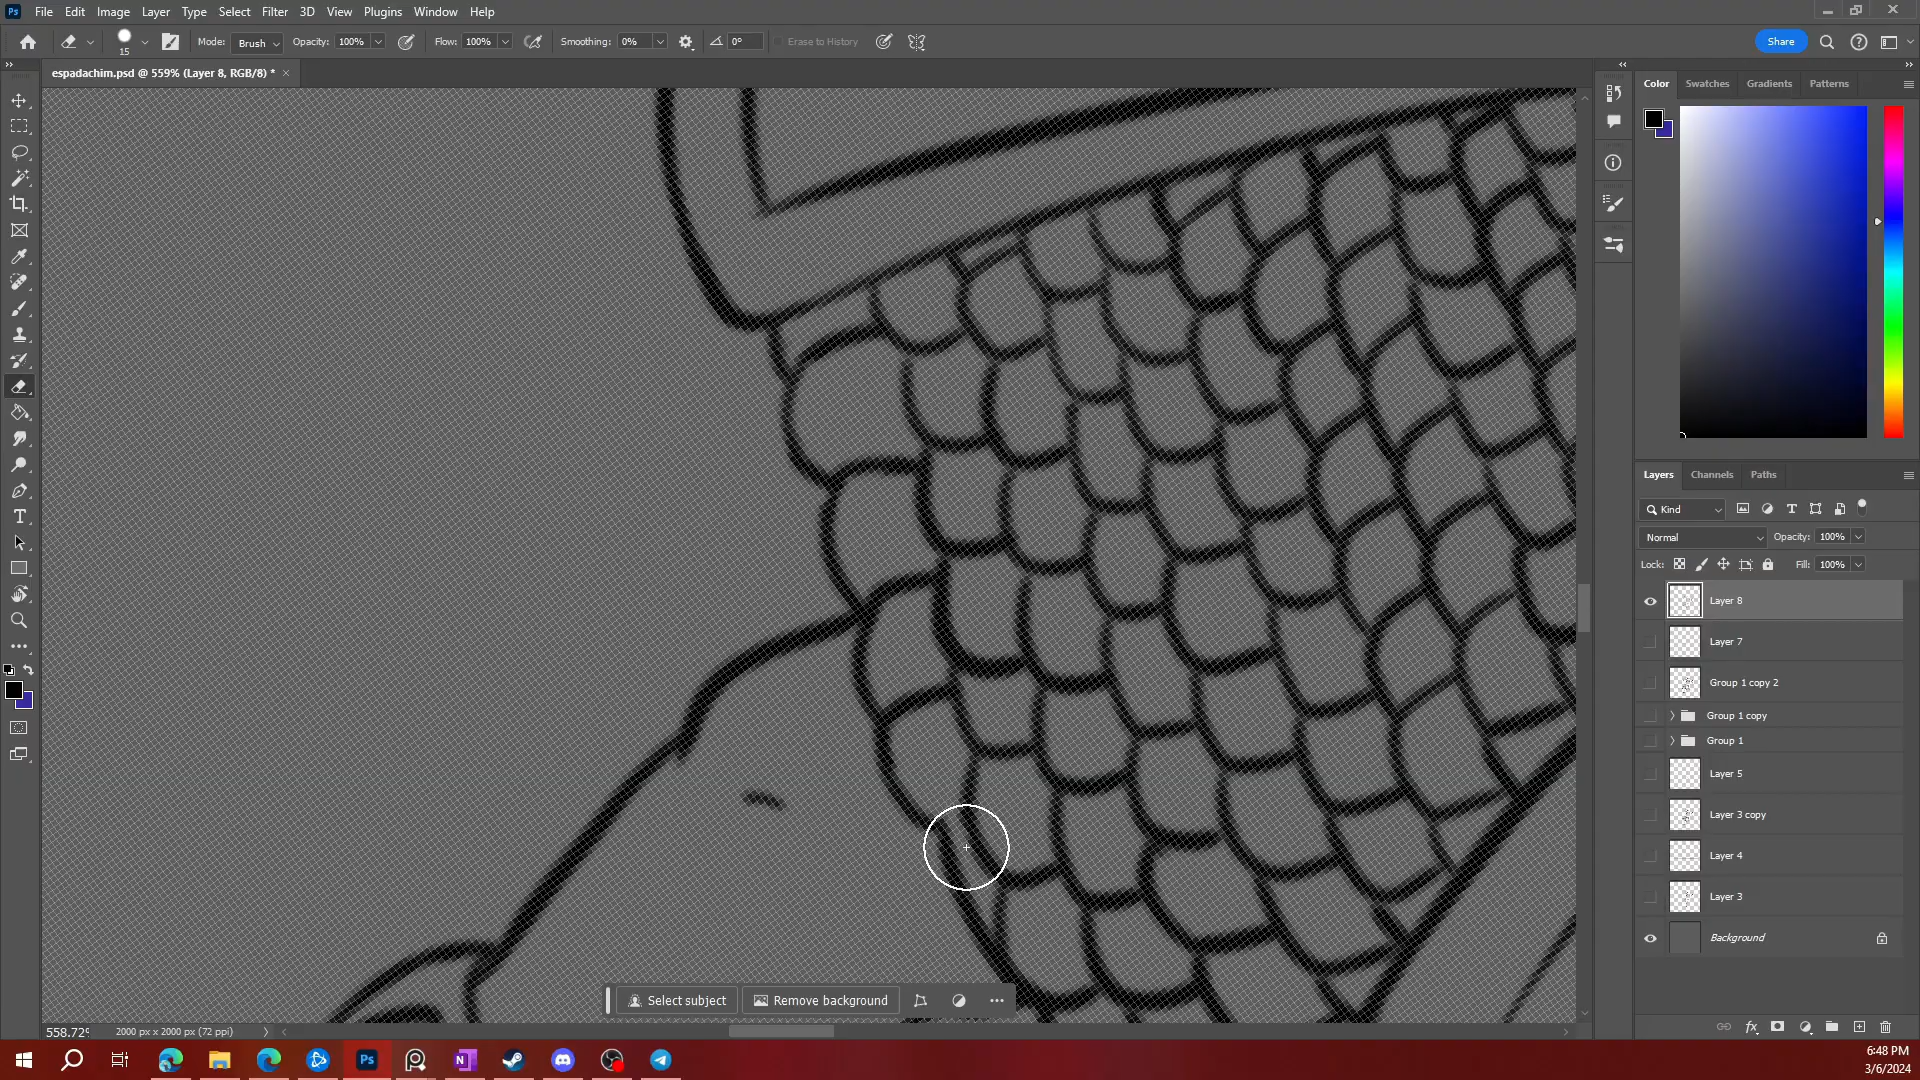 Ps File Edit Image Layer Type Select Filter 3D View Plugins Window Help
15 Mode: Brush Opacity: 100% Flow: 100% Smoothing: 0% 0° Erase to History Share
espadachim.psd @ 559% (Layer 8, RGB/8) *
Color Swatches Gradients Patterns
Layers Channels Paths
Kind
Normal Opacity: 100%
Lock: Fill: 100%
Layer 8
Layer 7
Group 1 copy 2
Group 1 copy
Group 1
Layer 5
Layer 3 copy
Layer 4
Layer 3
Background
Select subject Remove background
2000 px x 2000 px (72 ppi)
6:48 PM
3/6/2024